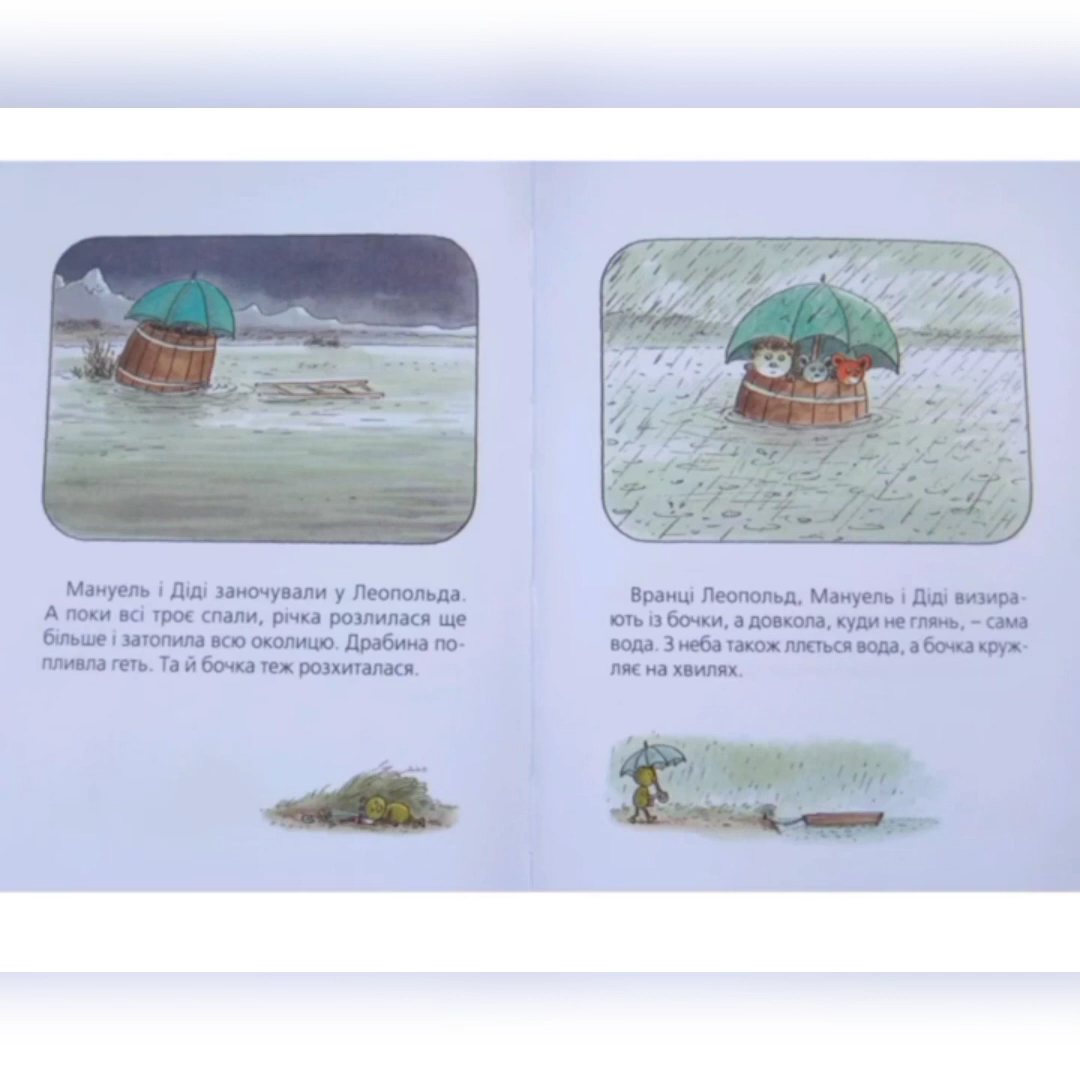 Мануель і Діді заночували у Леопольда.
А поки всі троє спали, річка розлилася ще
більше і затопила всю околицю. Драбина по-
пливла геть. Та й бочка теж розхиталася.
Вранці Леопольд, Мануель і Діді визира-
ють із бочки, а довкола, куди не глянь, – сама
вода. З неба також ллється вода, а бочка круж-
ляє на хвилях.